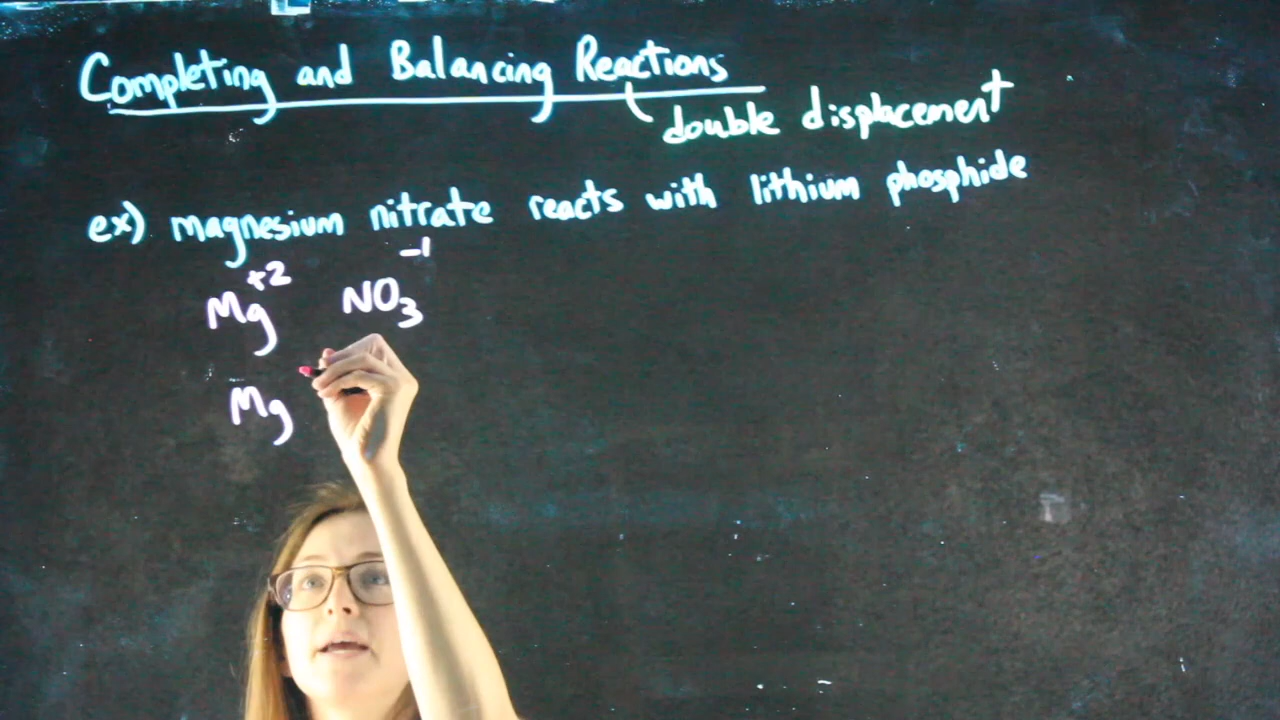 Completing and Balancing Reactions
double displacement
ex) magnesium nitrate reacts with lithium phosphide
Mg⁺² NO₃⁻¹
Mg